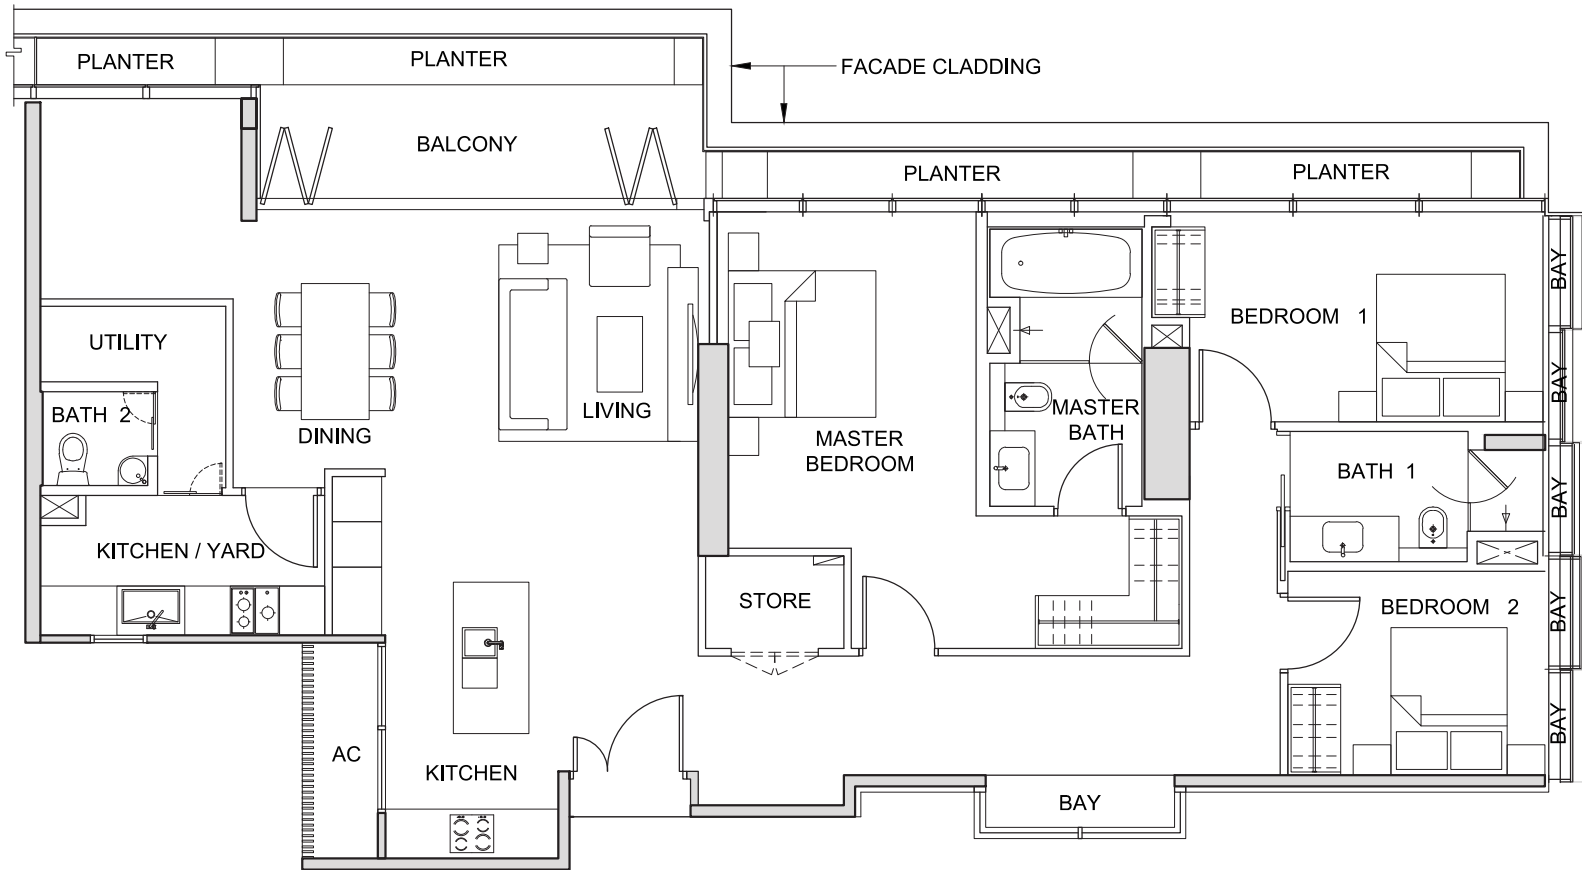 PLANTER
PLANTER
FACADE CLADDING
BALCONY
PLANTER
PLANTER
BAY
BEDROOM 1
UTILITY
BAY
LIVING
MASTER
BATH
BATH 2
DINING
MASTER
BEDROOM
BATH 1
BAY
KITCHEN / YARD
STORE
BEDROOM 2
BAY
BAY
AC
KITCHEN
BAY